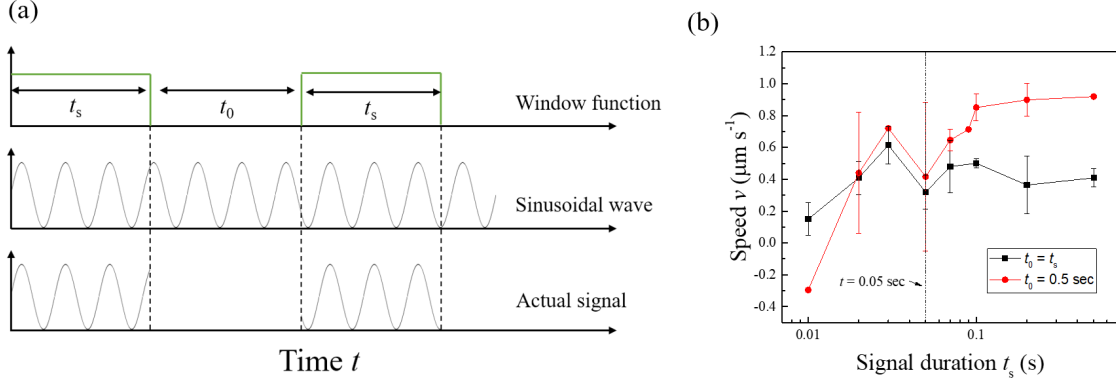 (a)
t_s
t_0
t_s
Window function
Sinusoidal wave
Actual signal
Time t
(b)
Speed v (μm s⁻¹)
1.2
1.0
0.8
0.6
0.4
0.2
0.0
-0.2
-0.4
t = 0.05 sec
t_0 = t_s
t_0 = 0.5 sec
0.01
0.1
Signal duration t_s (s)